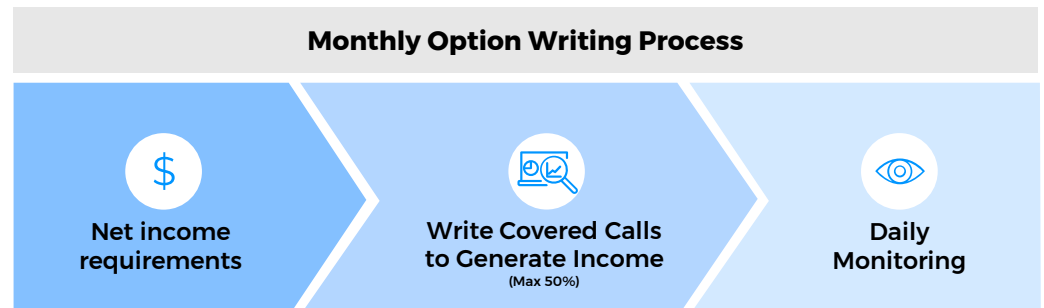 Monthly Option Writing Process
$
Net income
requirements
Write Covered Calls
to Generate Income
(Max 50%)
Daily
Monitoring